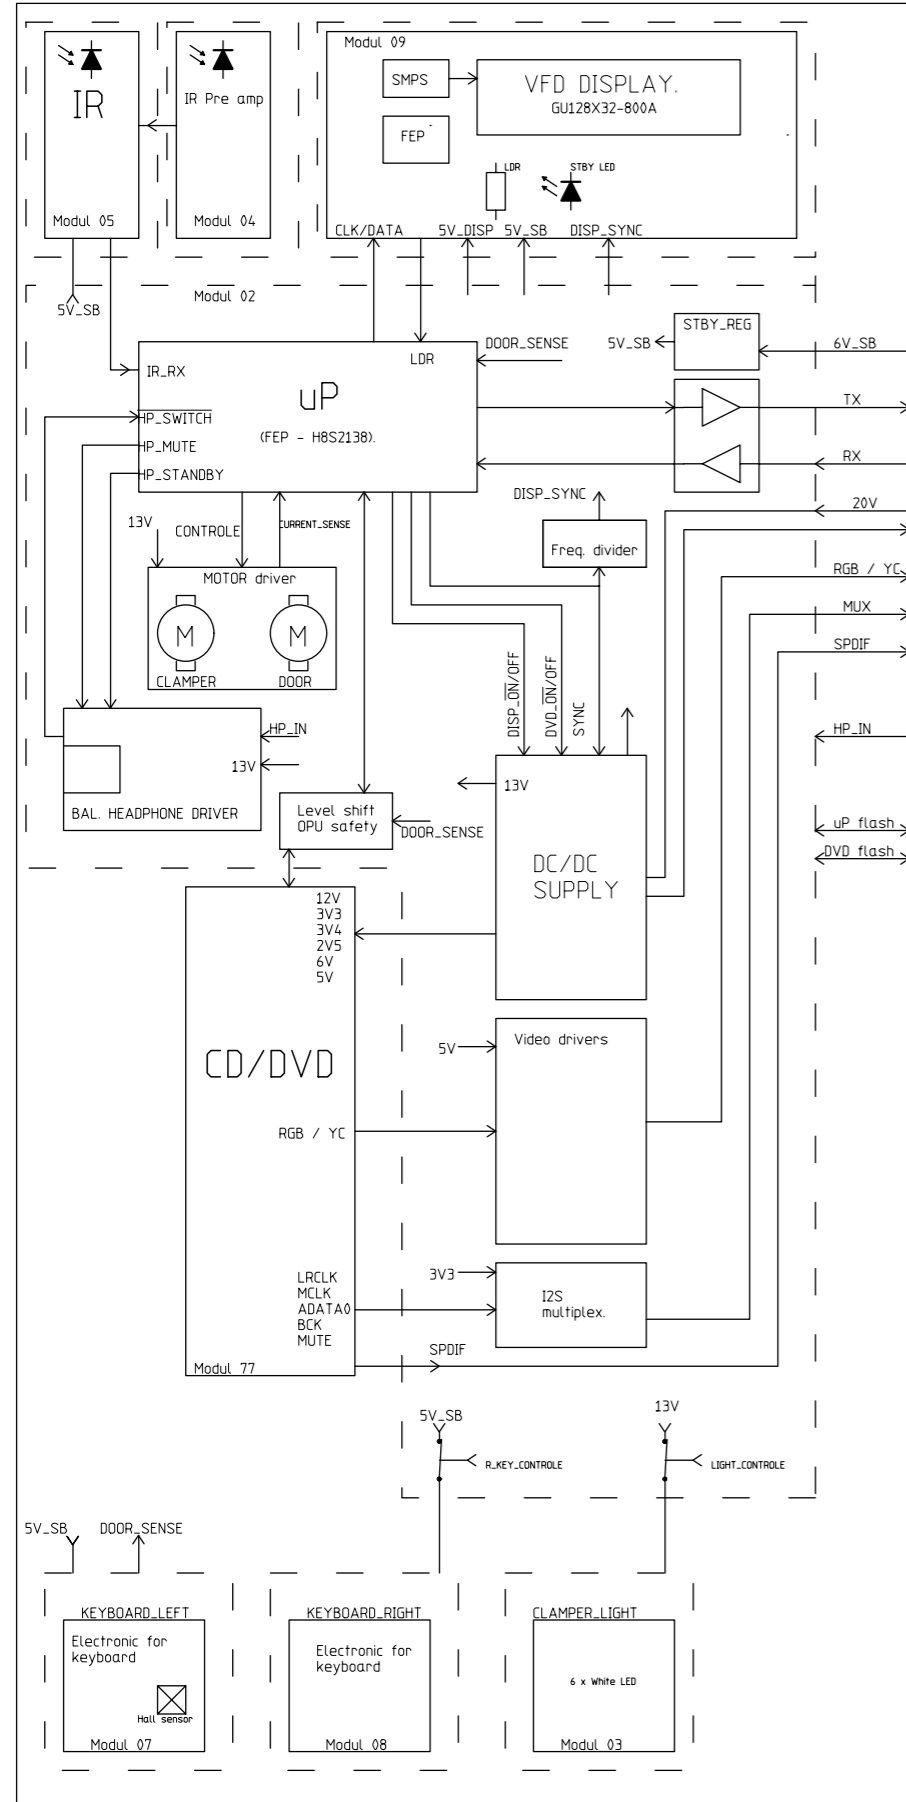 IR
Modul 05
IR Pre amp
Modul 04
Modul 09
SMPS
VFD DISPLAY.
GU128X32-800A
FEP
LDR
STBY LED
CLK/DATA
5V_DISP
5V_SB
DISP_SYNC
5V_SB
Modul 02
IR_RX
LDR
uP
(FEP - H8S2138).
HP_SWITCH
HP_MUTE
HP_STANDBY
DOOR_SENSE
5V_SB
STBY_REG
6V_SB
TX
RX
20V
RGB / YC
MUX
SPDIF
HP_IN
uP flash
DVD flash
13V
CONTROLE
CURRENT_SENSE
MOTOR driver
M
M
CLAMPER
DOOR
DISP_SYNC
Freq. divider
DISP_ON/OFF
DVD_ON/OFF
SYNC
HP_IN
13V
BAL. HEADPHONE DRIVER
Level shift
OPU safety
DOOR_SENSE
13V
DC/DC
SUPPLY
12V
3V3
3V4
2V5
6V
5V
CD/DVD
RGB / YC
5V
Video drivers
LRCLK
MCLK
ADATA0
BCK
MUTE
Modul 77
3V3
I2S
multiplex.
SPDIF
5V_SB
R_KEY_CONTROLE
13V
LIGHT_CONTROLE
5V_SB
DOOR_SENSE
KEYBOARD_LEFT
Electronic for
keyboard
Hall sensor
Modul 07
KEYBOARD_RIGHT
Electronic for
keyboard
Modul 08
CLAMPER_LIGHT
6 x White LED
Modul 03